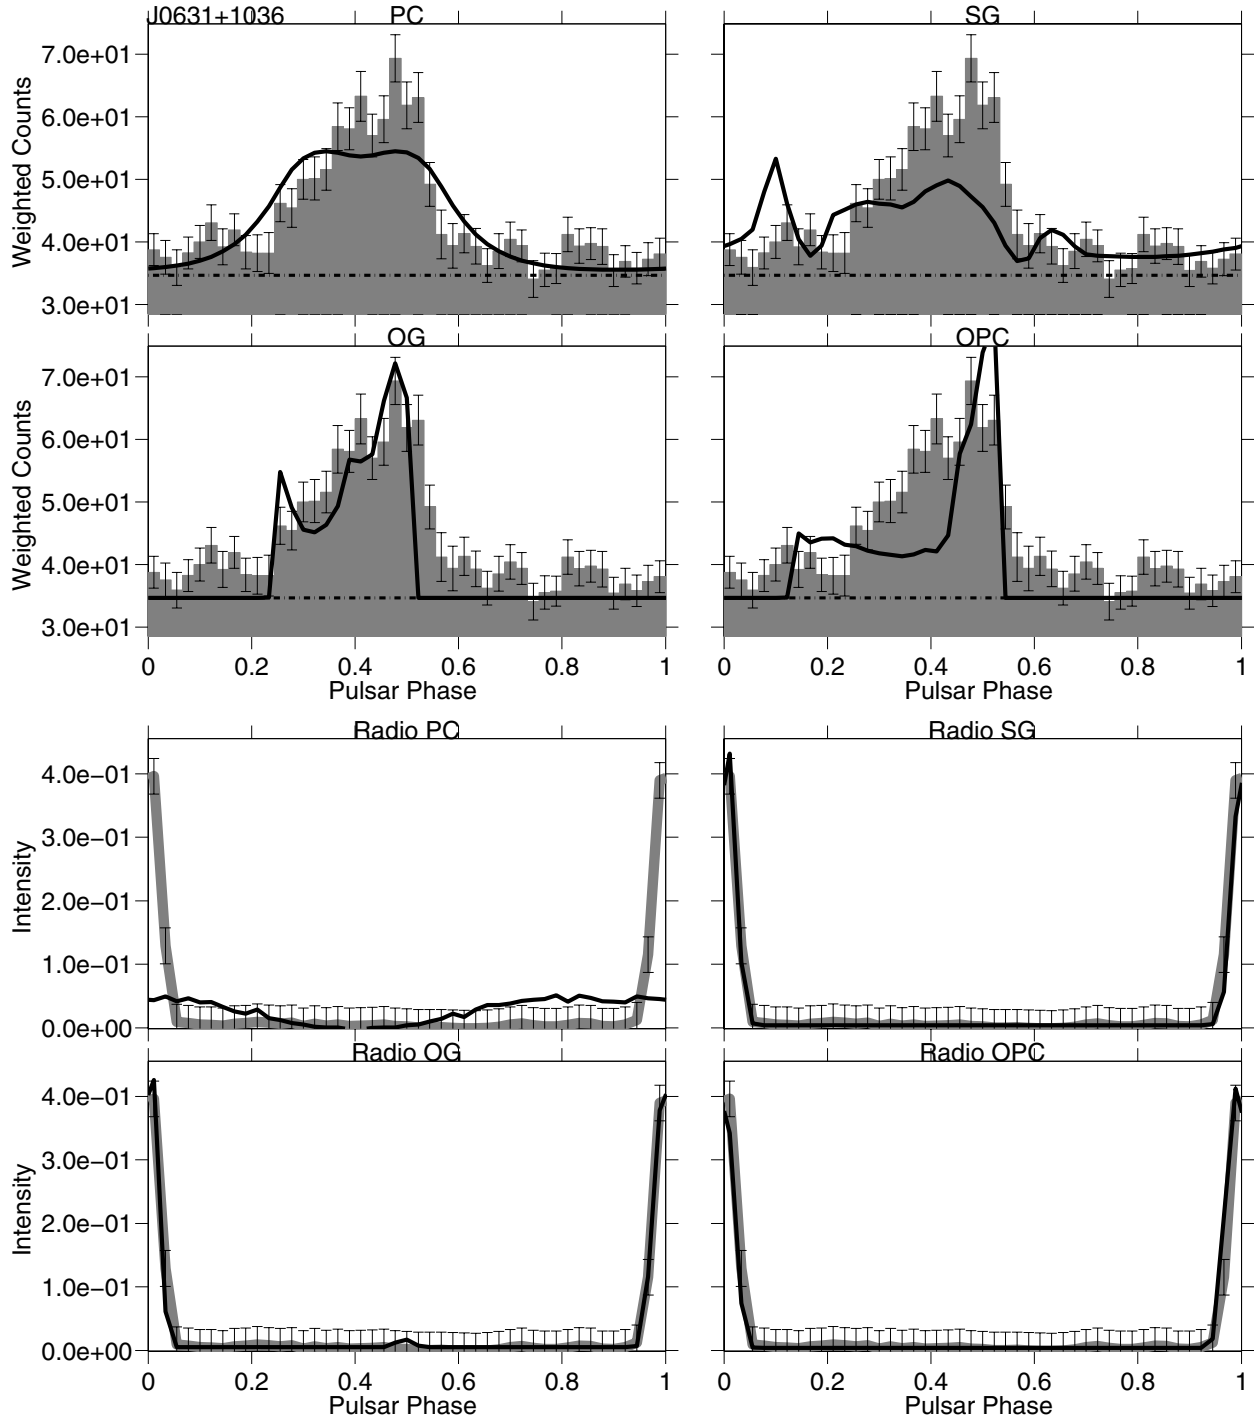 J0631+1036
PC
SG
7.0e+01
6.0e+01
5.0e+01
4.0e+01
3.0e+01
Weighted Counts
OG
OPC
7.0e+01
6.0e+01
5.0e+01
4.0e+01
3.0e+01
Weighted Counts
0 0.2 0.4 0.6 0.8 1
0 0.2 0.4 0.6 0.8 1
Pulsar Phase
Pulsar Phase
Radio PC
Radio SG
4.0e−01
3.0e−01
2.0e−01
1.0e−01
0.0e+00
Intensity
Radio OG
Radio OPC
4.0e−01
3.0e−01
2.0e−01
1.0e−01
0.0e+00
Intensity
0 0.2 0.4 0.6 0.8 1
0 0.2 0.4 0.6 0.8 1
Pulsar Phase
Pulsar Phase